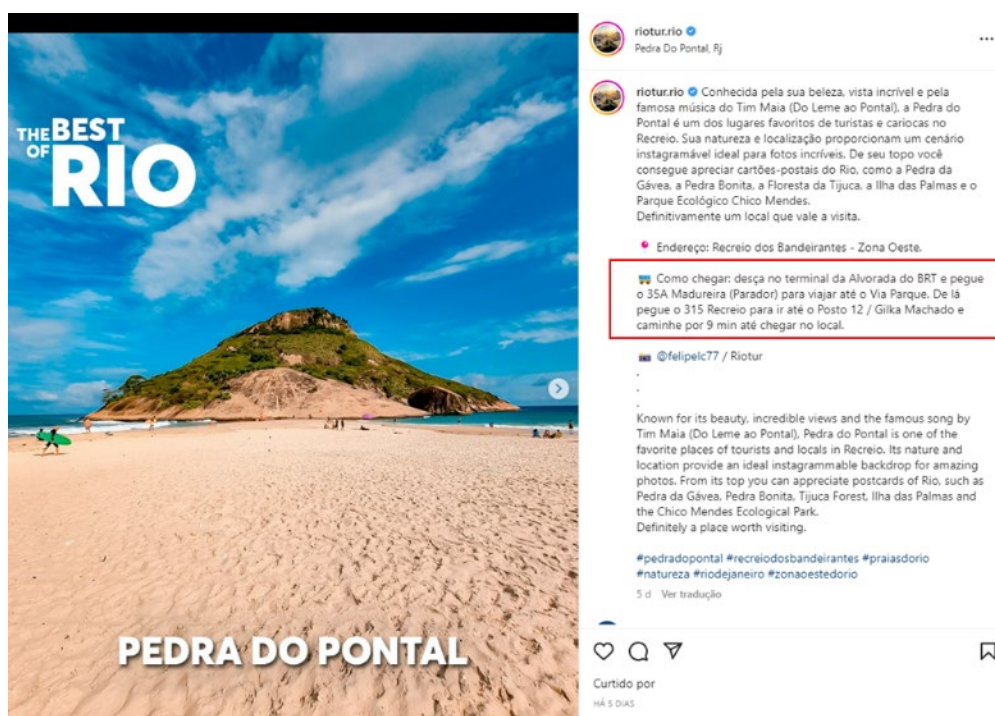 THE BEST
OF RIO
PEDRA DO PONTAL
riotur.rio
Pedra Do Pontal, Rj
riotur.rio Conhecida pela sua beleza, vista incrível e pela
famosa música do Tim Maia (Do Leme ao Pontal), a Pedra do
Pontal é um dos lugares favoritos de turistas e cariocas no
Recreio. Sua natureza e localização proporcionam um cenário
instagramável ideal para fotos incríveis. De seu topo você
consegue apreciar cartões-postais do Rio, como a Pedra da
Gávea, a Pedra Bonita, a Floresta da Tijuca, a Ilha das Palmas e o
Parque Ecológico Chico Mendes.
Definitivamente um local que vale a visita.
📍 Endereço: Recreio dos Bandeirantes - Zona Oeste.
🚌 Como chegar: desça no terminal da Alvorada do BRT e pegue
o 35A Madureira (Parador) para viajar até o Via Parque. De lá
pegue o 315 Recreio para ir até o Posto 12 / Gilka Machado e
caminhe por 9 min até chegar no local.
📷 @felipelc77 / Riotur
.
.
.
Known for its beauty, incredible views and the famous song by
Tim Maia (Do Leme ao Pontal), Pedra do Pontal is one of the
favorite places of tourists and locals in Recreio. Its nature and
location provide an ideal instagrammable backdrop for amazing
photos. From its top you can appreciate postcards of Rio, such as
Pedra da Gávea, Pedra Bonita, Tijuca Forest, Ilha das Palmas and
the Chico Mendes Ecological Park.
Definitely a place worth visiting.
#pedradopontal #recreiodosbandeirantes #praiasdorio
#natureza #riodejaneiro #zonaoestedorio
5 d Ver tradução
Curtido por
HÁ 5 DIAS